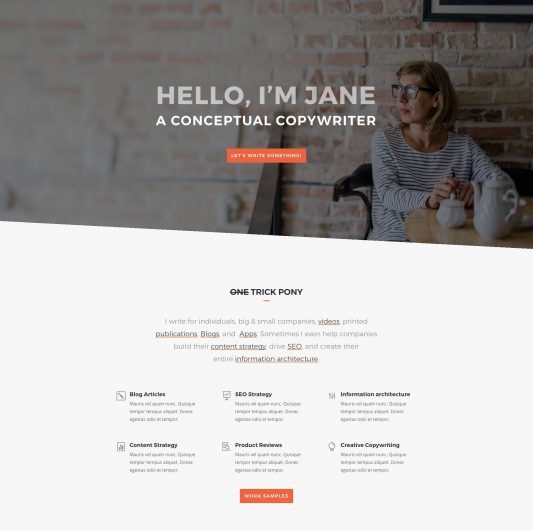 HELLO, I'M JANE
A CONCEPTUAL COPYWRITER
LET'S WRITE SOMETHING!
ONE TRICK PONY
I write for individuals, big & small companies, videos, printed
publications, Blogs, and Apps. Sometimes I even help companies
build their content strategy, drive SEO, and create their
entire information architecture.
Blog Articles
Mauris vel quam nunc. Quisque
tempor tempus aliquet. Donec
egestas odio et tempor.
SEO Strategy
Mauris vel quam nunc. Quisque
tempor tempus aliquet. Donec
egestas odio et tempor.
Information architecture
Mauris vel quam nunc. Quisque
tempor tempus aliquet. Donec
egestas odio et tempor.
Content Strategy
Mauris vel quam nunc. Quisque
tempor tempus aliquet. Donec
egestas odio et tempor.
Product Reviews
Mauris vel quam nunc. Quisque
tempor tempus aliquet. Donec
egestas odio et tempor.
Creative Copywriting
Mauris vel quam nunc. Quisque
tempor tempus aliquet. Donec
egestas odio et tempor.
WORK SAMPLES